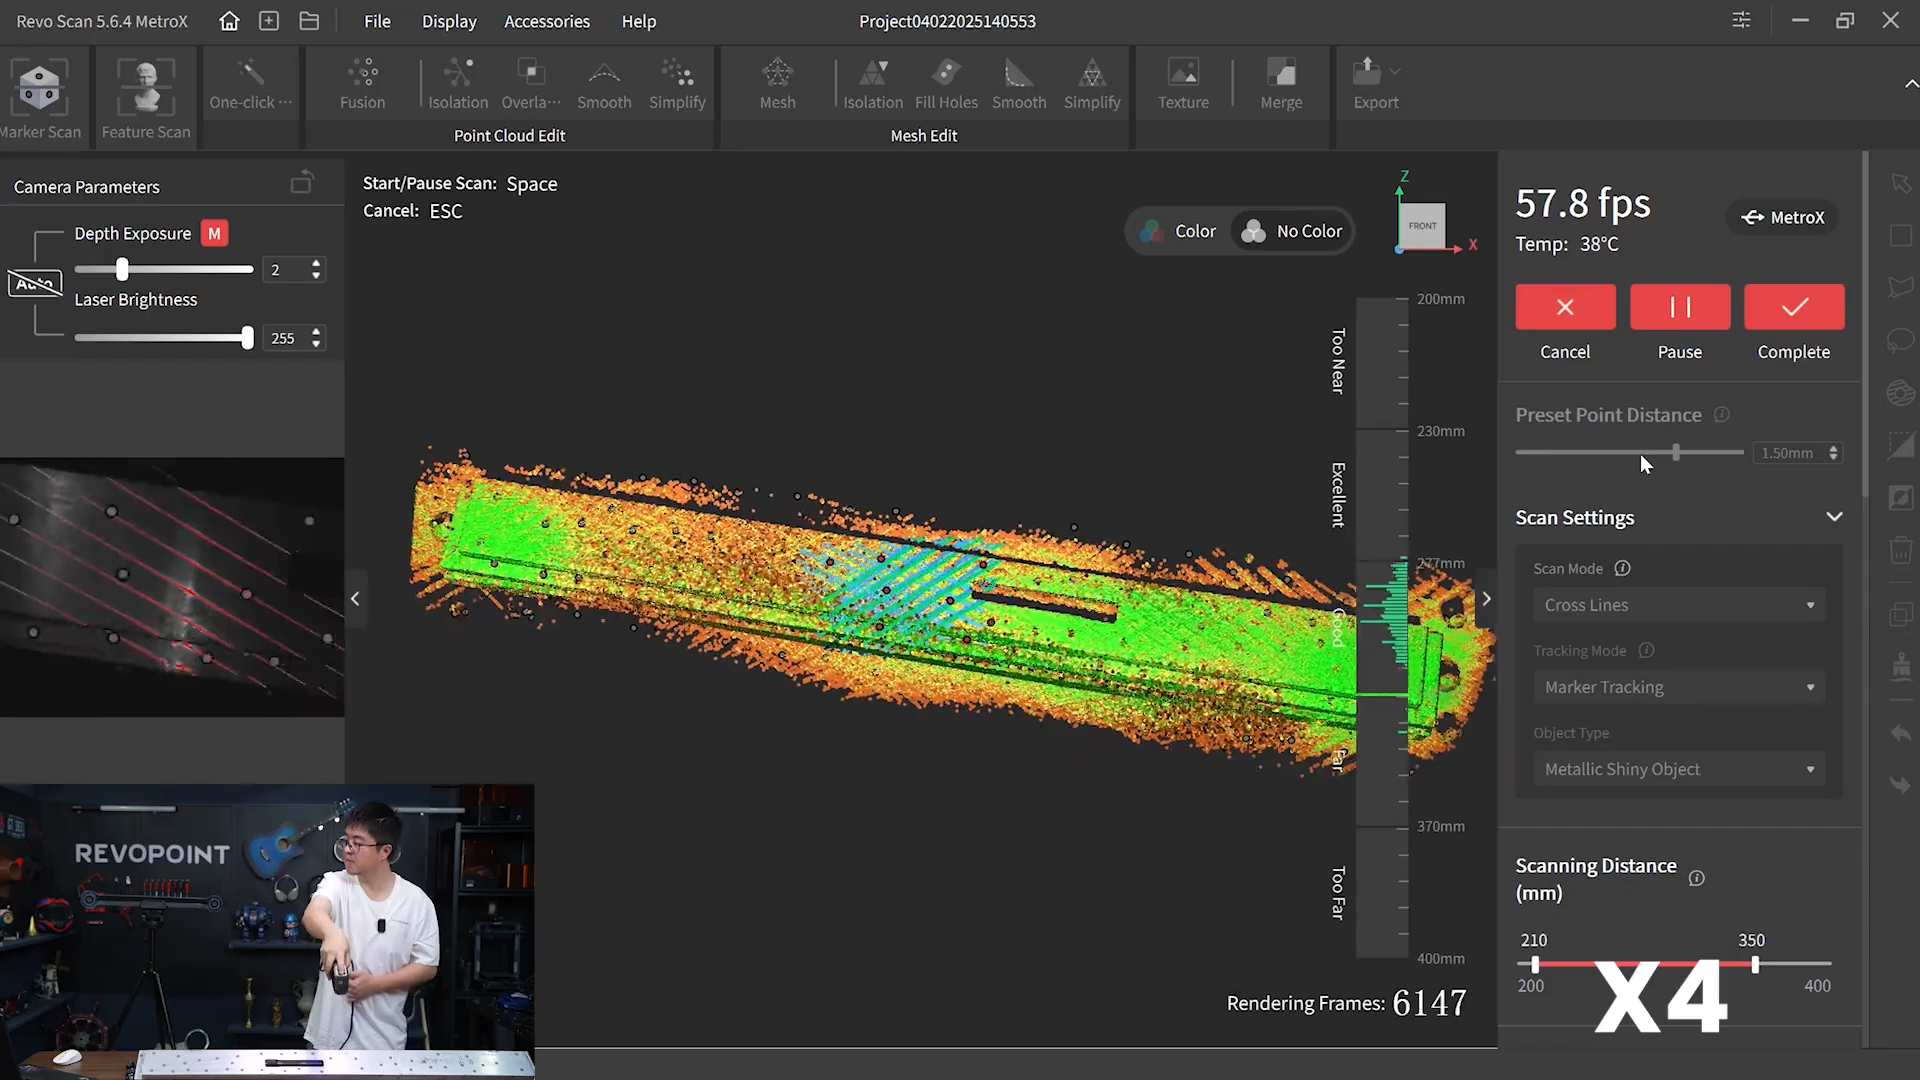 Revo Scan 5.6.4 MetroX
File
Display
Accessories
Help
Project04022025140553
Marker Scan
Feature Scan
One-click ···
Fusion
Isolation
Overla···
Smooth
Simplify
Point Cloud Edit
Mesh
Isolation
Fill Holes
Smooth
Simplify
Mesh Edit
Texture
Merge
Export
Camera Parameters
Depth Exposure M
2
Auto
Laser Brightness
255
Start/Pause Scan: Space
Cancel: ESC
Color
No Color
Z
FRONT
X
200mm
Too Near
230mm
Excellent
277mm
Good
Far
370mm
Too Far
400mm
Rendering Frames: 6147
57.8 fps
MetroX
Temp: 38℃
Cancel
Pause
Complete
Preset Point Distance
1.50mm
Scan Settings
Scan Mode
Cross Lines
Tracking Mode
Marker Tracking
Object Type
Metallic Shiny Object
Scanning Distance
(mm)
210
350
200
400
X4
REVOPOINT